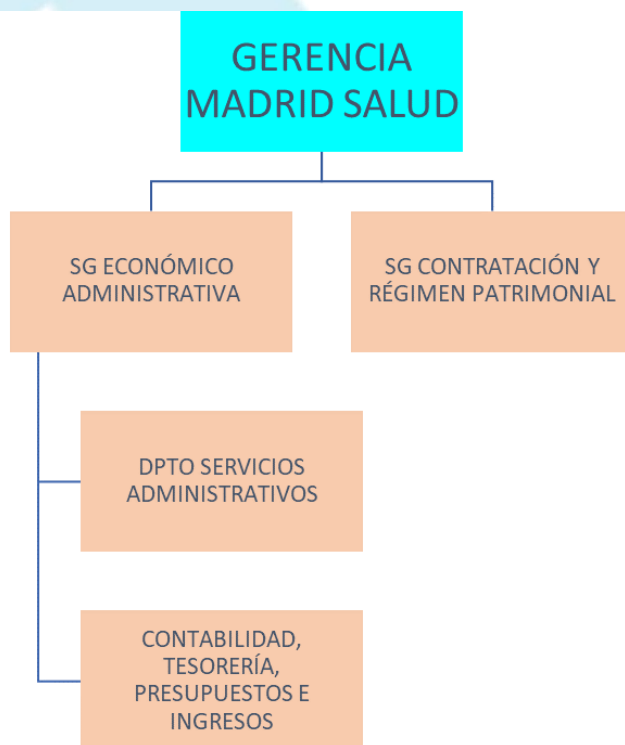 GERENCIA
MADRID SALUD
SG ECONÓMICO
ADMINISTRATIVA
SG CONTRATACIÓN Y
RÉGIMEN PATRIMONIAL
DPTO SERVICIOS
ADMINISTRATIVOS
CONTABILIDAD,
TESORERÍA,
PRESUPUESTOS E
INGRESOS